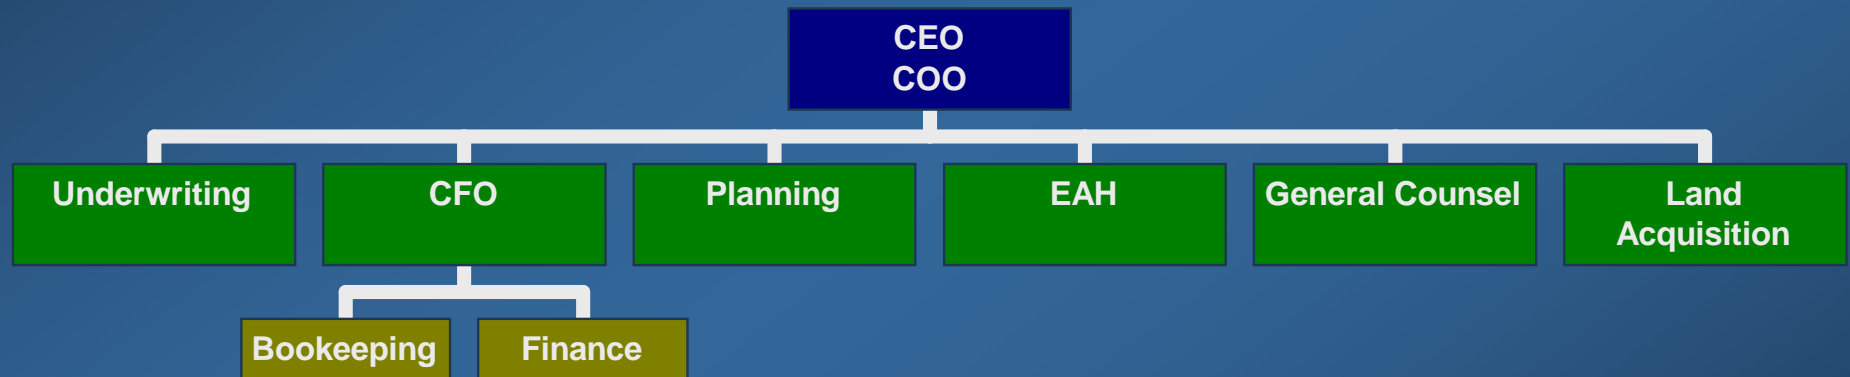 CEO
COO
Underwriting
CFO
Planning
EAH
General Counsel
Land
Acquisition
Bookeeping
Finance